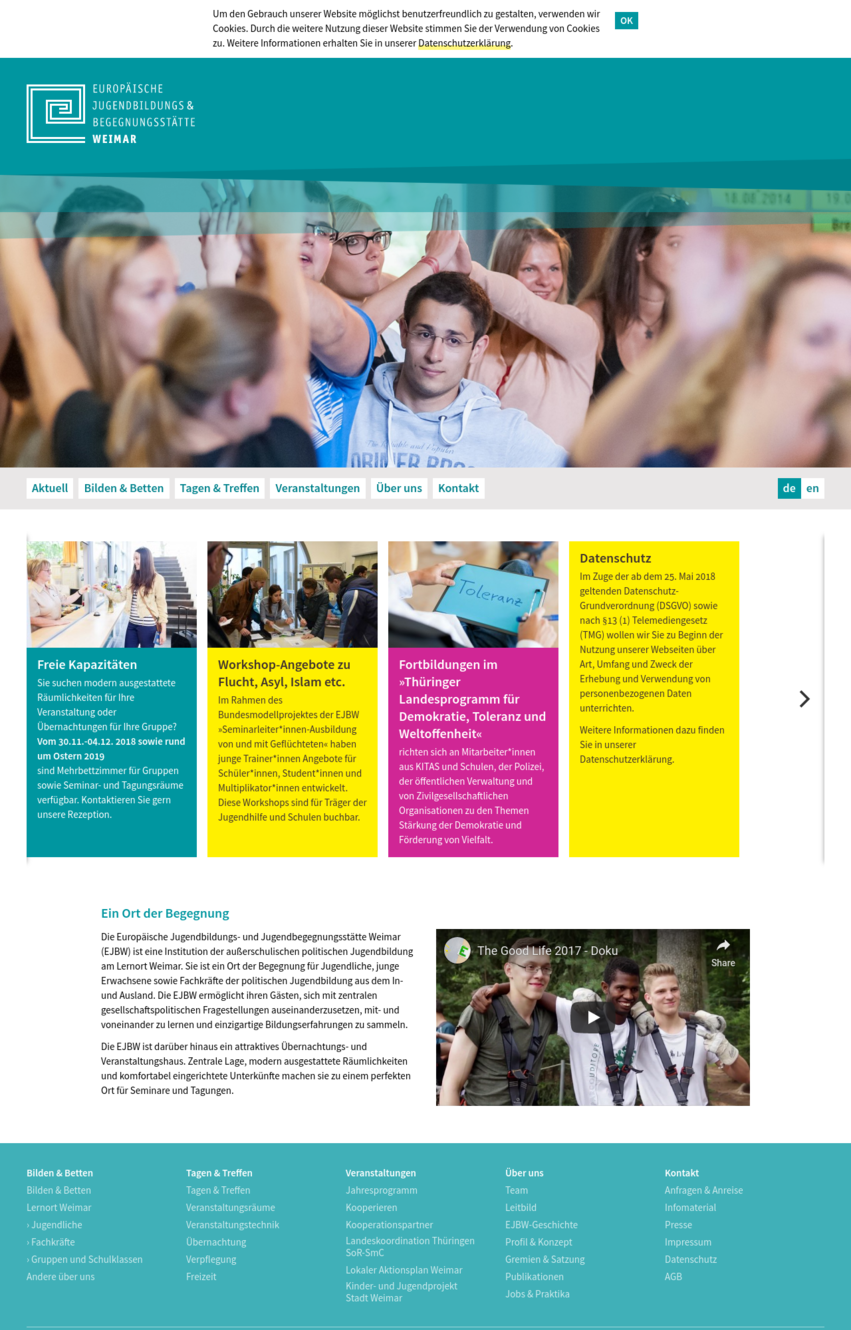 Um den Gebrauch unserer Website möglichst benutzerfreundlich zu gestalten, verwenden wir
Cookies. Durch die weitere Nutzung dieser Website stimmen Sie der Verwendung von Cookies
zu. Weitere Informationen erhalten Sie in unserer Datenschutzerklärung.
OK
EUROPÄISCHE
JUGENDBILDUNGS &
BEGEGNUNGSSTÄTTE
WEIMAR
18.08.2014
Aktuell
Bilden & Betten
Tagen & Treffen
Veranstaltungen
Über uns
Kontakt
de
en
Freie Kapazitäten
Sie suchen modern ausgestattete
Räumlichkeiten für Ihre
Veranstaltung oder
Übernachtungen für Ihre Gruppe?
Vom 30.11.-04.12. 2018 sowie rund
um Ostern 2019
sind Mehrbettzimmer für Gruppen
sowie Seminar- und Tagungsräume
verfügbar. Kontaktieren Sie gern
unsere Rezeption.
Workshop-Angebote zu
Flucht, Asyl, Islam etc.
Im Rahmen des
Bundesmodellprojektes der EJBW
»Seminarleiter*innen-Ausbildung
von und mit Geflüchteten« haben
junge Trainer*innen Angebote für
Schüler*innen, Student*innen und
Multiplikator*innen entwickelt.
Diese Workshops sind für Träger der
Jugendhilfe und Schulen buchbar.
Toleranz
Fortbildungen im
»Thüringer
Landesprogramm für
Demokratie, Toleranz und
Weltoffenheit«
richten sich an Mitarbeiter*innen
aus KITAS und Schulen, der Polizei,
der öffentlichen Verwaltung und
von Zivilgesellschaftlichen
Organisationen zu den Themen
Stärkung der Demokratie und
Förderung von Vielfalt.
Datenschutz
Im Zuge der ab dem 25. Mai 2018
geltenden Datenschutz-
Grundverordnung (DSGVO) sowie
nach §13 (1) Telemediengesetz
(TMG) wollen wir Sie zu Beginn der
Nutzung unserer Webseiten über
Art, Umfang und Zweck der
Erhebung und Verwendung von
personenbezogenen Daten
unterrichten.
Weitere Informationen dazu finden
Sie in unserer
Datenschutzerklärung.
Ein Ort der Begegnung
Die Europäische Jugendbildungs- und Jugendbegegnungsstätte Weimar
(EJBW) ist eine Institution der außerschulischen politischen Jugendbildung
am Lernort Weimar. Sie ist ein Ort der Begegnung für Jugendliche, junge
Erwachsene sowie Fachkräfte der politischen Jugendbildung aus dem In-
und Ausland. Die EJBW ermöglicht ihren Gästen, sich mit zentralen
gesellschaftspolitischen Fragestellungen auseinanderzusetzen, mit- und
voneinander zu lernen und einzigartige Bildungserfahrungen zu sammeln.
Die EJBW ist darüber hinaus ein attraktives Übernachtungs- und
Veranstaltungshaus. Zentrale Lage, modern ausgestattete Räumlichkeiten
und komfortabel eingerichtete Unterkünfte machen sie zu einem perfekten
Ort für Seminare und Tagungen.
The Good Life 2017 - Doku
Share
Bilden & Betten
Bilden & Betten
Lernort Weimar
› Jugendliche
› Fachkräfte
› Gruppen und Schulklassen
Andere über uns
Tagen & Treffen
Tagen & Treffen
Veranstaltungsräume
Veranstaltungstechnik
Übernachtung
Verpflegung
Freizeit
Veranstaltungen
Jahresprogramm
Kooperieren
Kooperationspartner
Landeskoordination Thüringen
SoR-SmC
Lokaler Aktionsplan Weimar
Kinder- und Jugendprojekt
Stadt Weimar
Über uns
Team
Leitbild
EJBW-Geschichte
Profil & Konzept
Gremien & Satzung
Publikationen
Jobs & Praktika
Kontakt
Anfragen & Anreise
Infomaterial
Presse
Impressum
Datenschutz
AGB